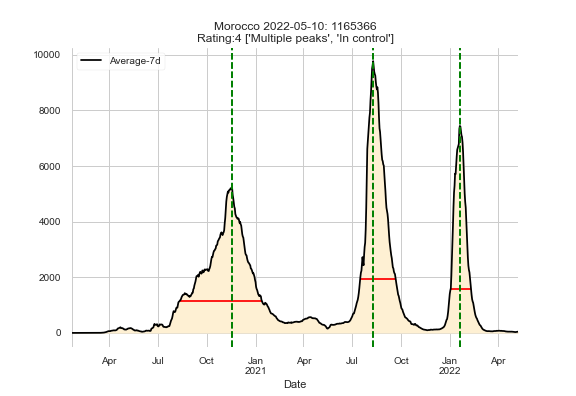 Morocco 2022-05-10: 1165366
Rating:4 ['Multiple peaks', 'In control']
Average-7d
10000
8000
6000
4000
2000
0
Apr Jul Oct Jan Apr Jul Oct Jan Apr
2021 2022
Date